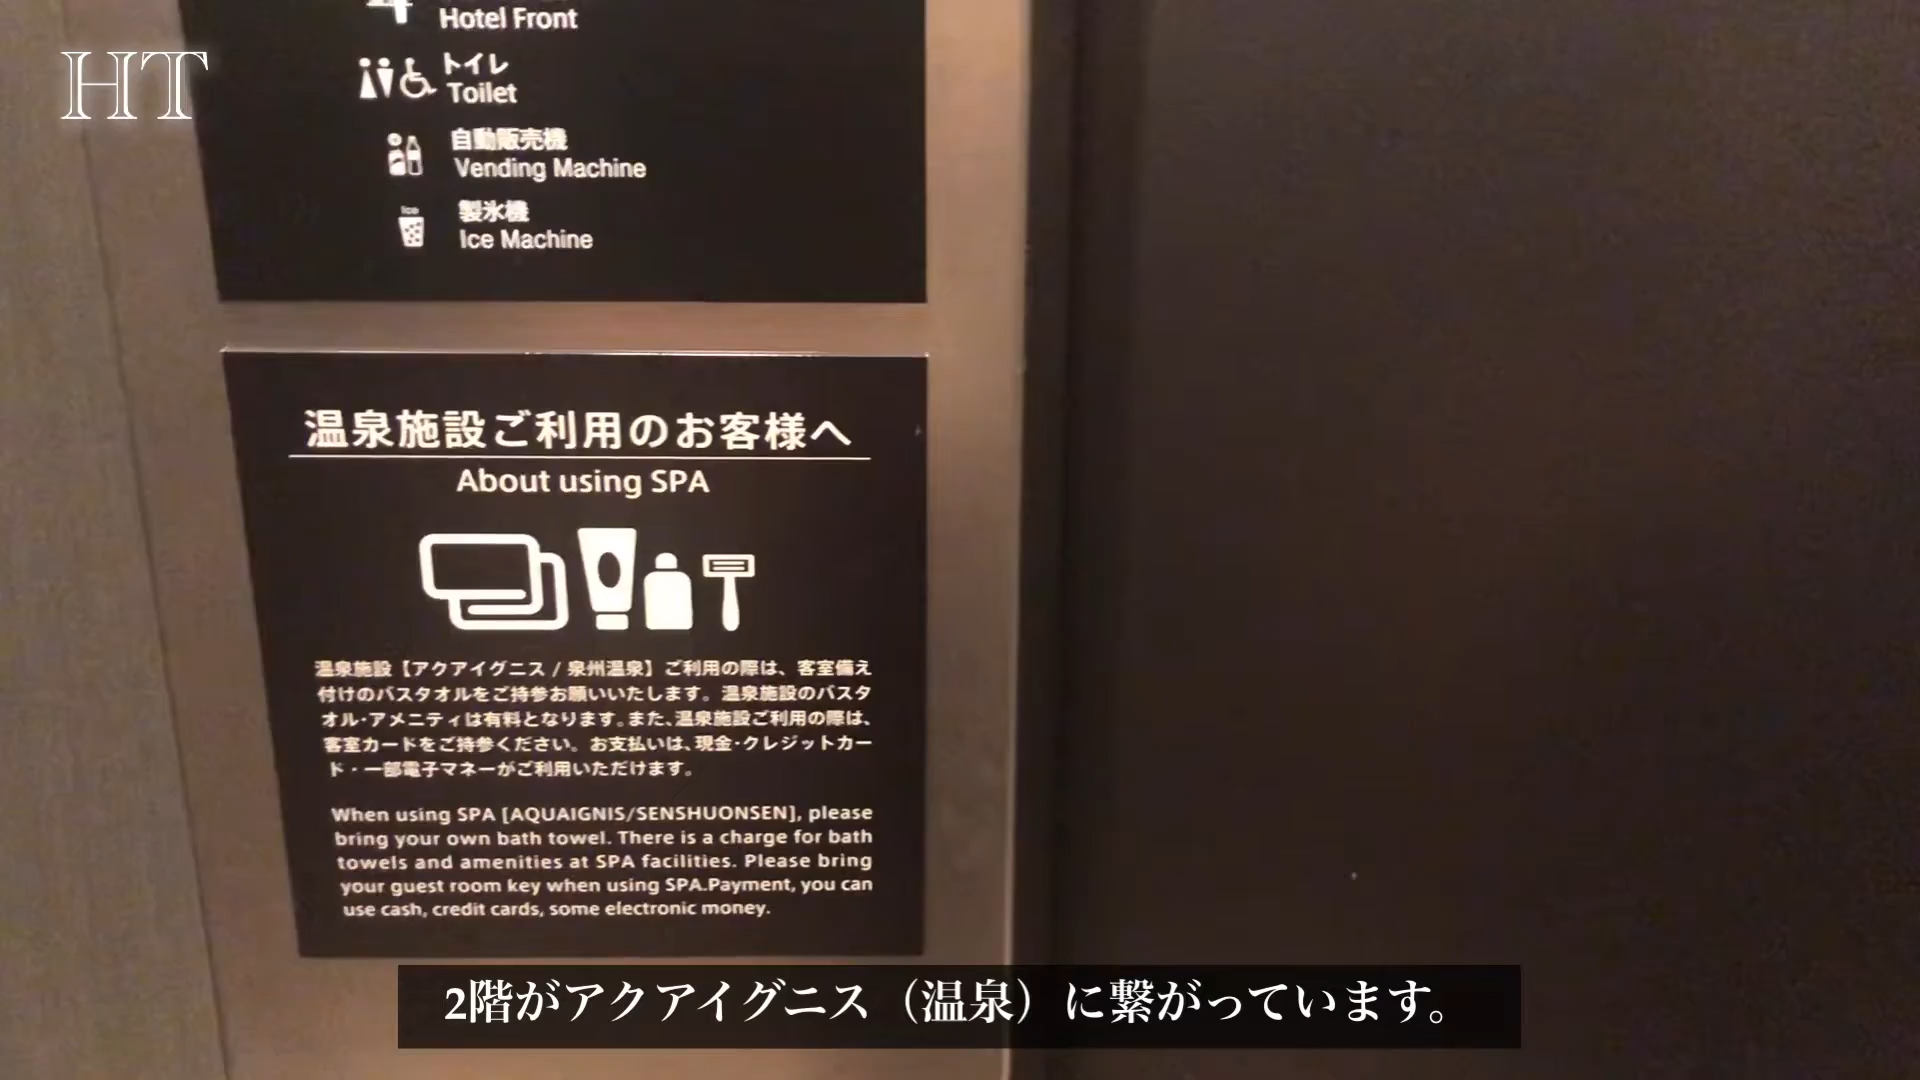 HT
Hotel Front
トイレ
Toilet
自動販売機
Vending Machine
Ice
製氷機
Ice Machine
温泉施設ご利用のお客様へ
About using SPA
温泉施設【アクアイグニス / 泉州温泉】ご利用の際は、客室備え
付けのバスタオルをご持参お願いいたします。温泉施設のバスタ
オル・アメニティは有料となります。また、温泉施設ご利用の際は、
客室カードをご持参ください。お支払いは、現金・クレジットカー
ド・一部電子マネーがご利用いただけます。
When using SPA [AQUAIGNIS/SENSHUONSEN], please
bring your own bath towel. There is a charge for bath
towels and amenities at SPA facilities. Please bring
your guest room key when using SPA.Payment, you can
use cash, credit cards, some electronic money.
2階がアクアイグニス（温泉）に繋がっています。